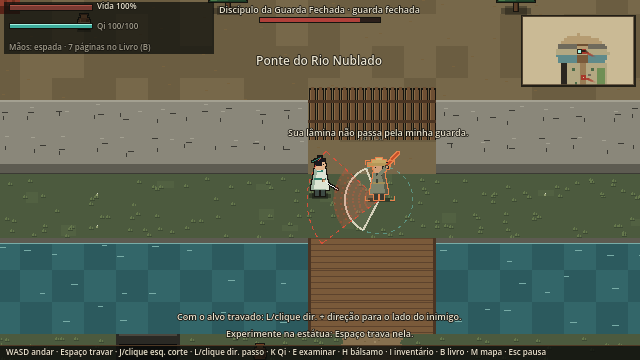 Vida 100%
Qi 100/100
Mãos: espada · 7 páginas no Livro (B)
Discípulo da Guarda Fechada · guarda fechada
Ponte do Rio Nublado
Sua lâmina não passa pela minha guarda.
Com o alvo travado: L/clique dir. + direção para o lado do inimigo.
Experimente na estátua: Espaço trava nela.
WASD andar · Espaço travar · J/clique esq. corte · L/clique dir. passo · K Qi · E examinar · H bálsamo · I inventário · B livro · M mapa · Esc pausa